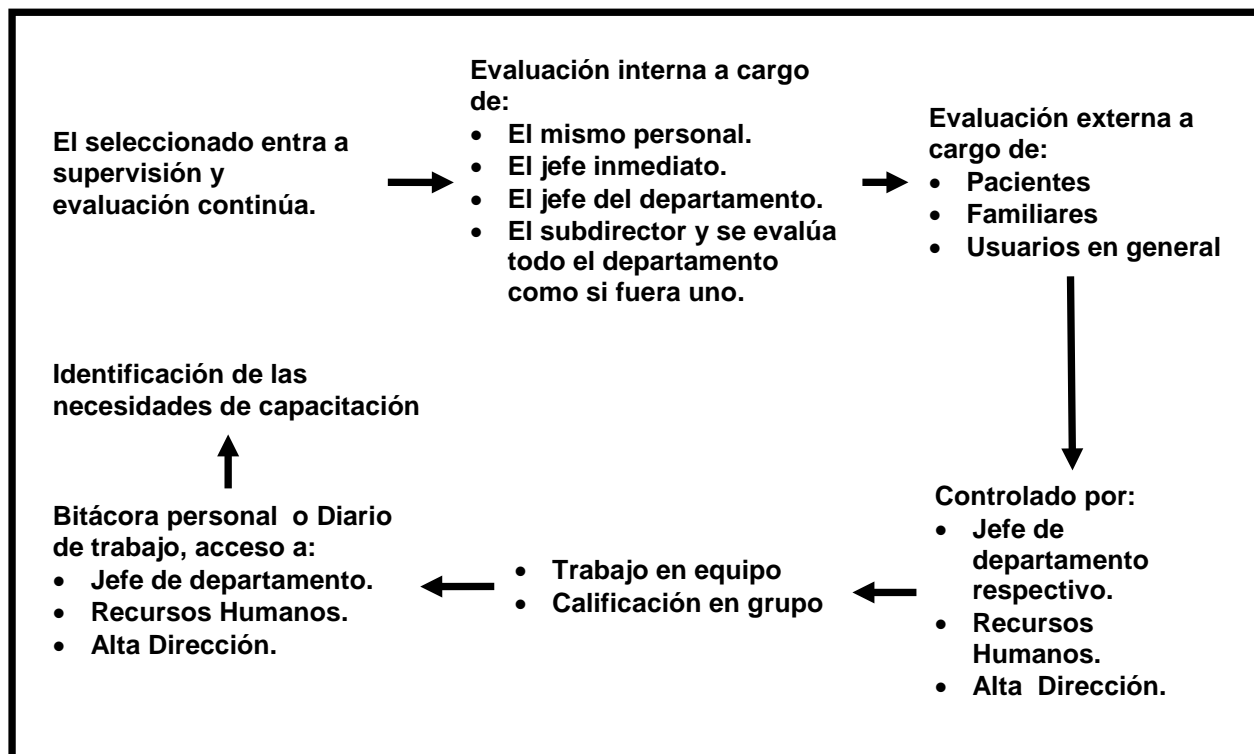 El seleccionado entra a
supervisión y
evaluación continúa.
Evaluación interna a cargo
de:
• El mismo personal.
• El jefe inmediato.
• El jefe del departamento.
• El subdirector y se evalúa
todo el departamento
como si fuera uno.
Evaluación externa a
cargo de:
• Pacientes
• Familiares
• Usuarios en general
Controlado por:
• Jefe de
departamento
respectivo.
• Recursos
Humanos.
• Alta Dirección.
• Trabajo en equipo
• Calificación en grupo
Bitácora personal o Diario
de trabajo, acceso a:
• Jefe de departamento.
• Recursos Humanos.
• Alta Dirección.
Identificación de las
necesidades de capacitación